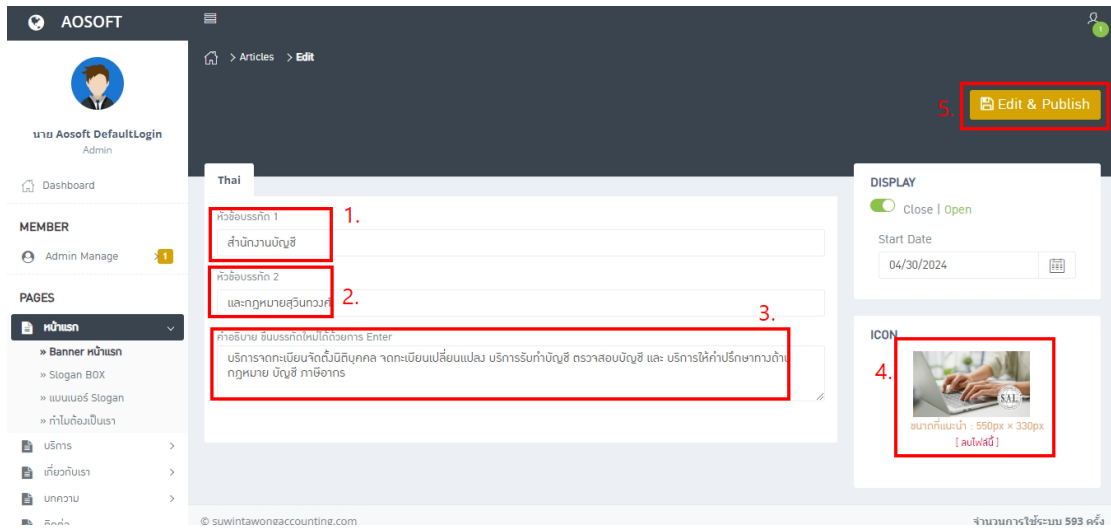 AOSOFT
1
> Articles > Edit
5.
Edit & Publish
นาย Aosoft DefaultLogin
Admin
Dashboard
MEMBER
Admin Manage
1
PAGES
หน้าแรก
» Banner หน้าแรก
» Slogan BOX
» แบนเนอร์ Slogan
» ทำไมต้องเป็นเรา
บริการ
เกี่ยวกับเรา
บทความ
ติดต่อ
Thai
หัวข้อบรรทัด 1
1.
สำนักงานบัญชี
หัวข้อบรรทัด 2
2.
และกฎหมายสุวินทวงศ์
3.
คำอธิบาย ขึ้นบรรทัดใหม่ได้ด้วยการ Enter
บริการจดทะเบียนจัดตั้งนิติบุคคล จดทะเบียนเปลี่ยนแปลง บริการรับทำบัญชี ตรวจสอบบัญชี และ บริการให้คำปรึกษาทางด้าน
กฎหมาย บัญชี ภาษีอากร
DISPLAY
Close | Open
Start Date
04/30/2024
ICON
4.
SAL
ขนาดที่แนะนำ : 550px × 330px
[ ลบไฟล์นี้ ]
© suwintawongaccounting.com
จำนวนการใช้ระบบ 593 ครั้ง